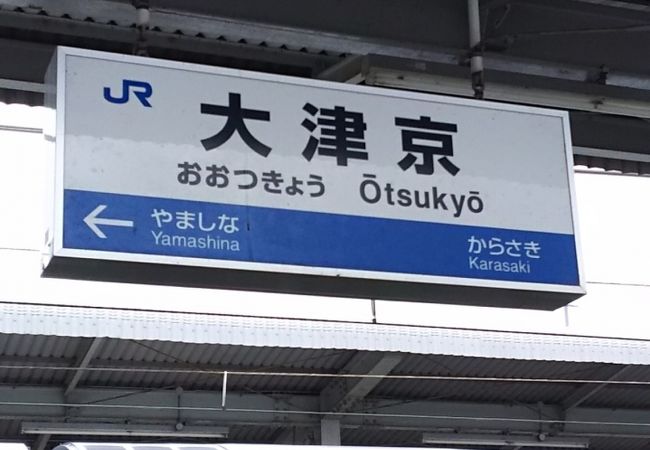 JR
大津京
おおつきょう Ōtsukyō
← やましな からさき
Yamashina Karasaki